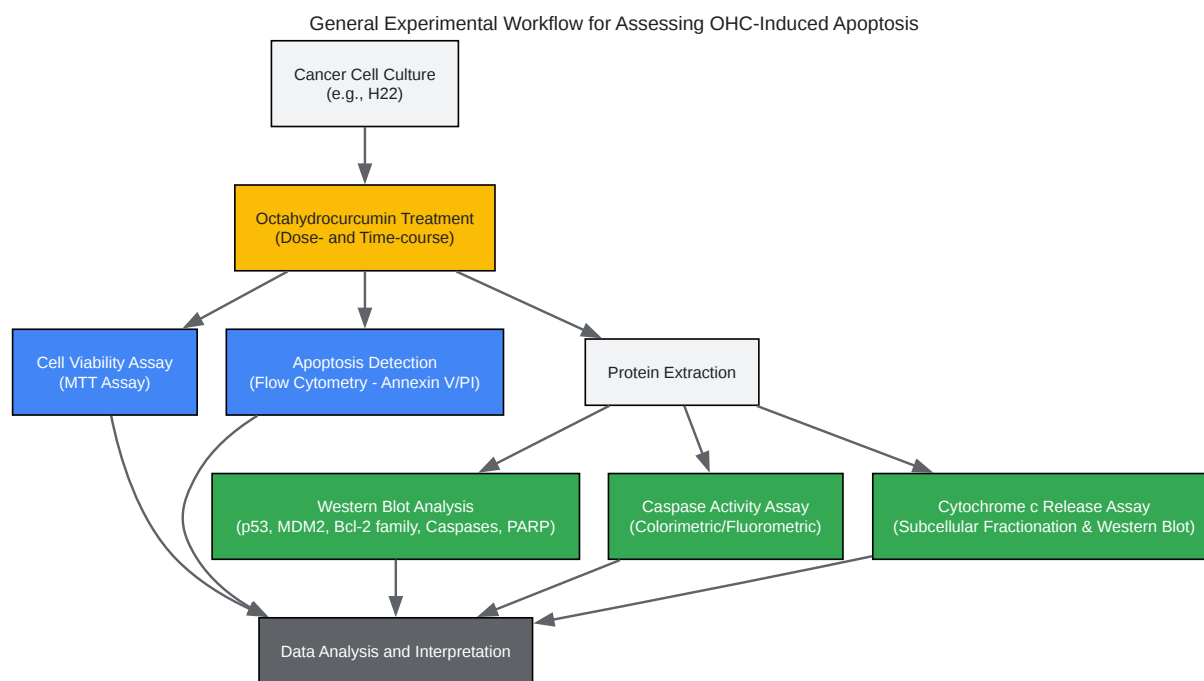 General Experimental Workflow for Assessing OHC-Induced Apoptosis
Cancer Cell Culture
(e.g., H22)
Octahydrocurcumin Treatment
(Dose- and Time-course)
Cell Viability Assay
(MTT Assay)
Apoptosis Detection
(Flow Cytometry - Annexin V/PI)
Protein Extraction
Western Blot Analysis
(p53, MDM2, Bcl-2 family, Caspases, PARP)
Caspase Activity Assay
(Colorimetric/Fluorometric)
Cytochrome c Release Assay
(Subcellular Fractionation & Western Blot)
Data Analysis and Interpretation